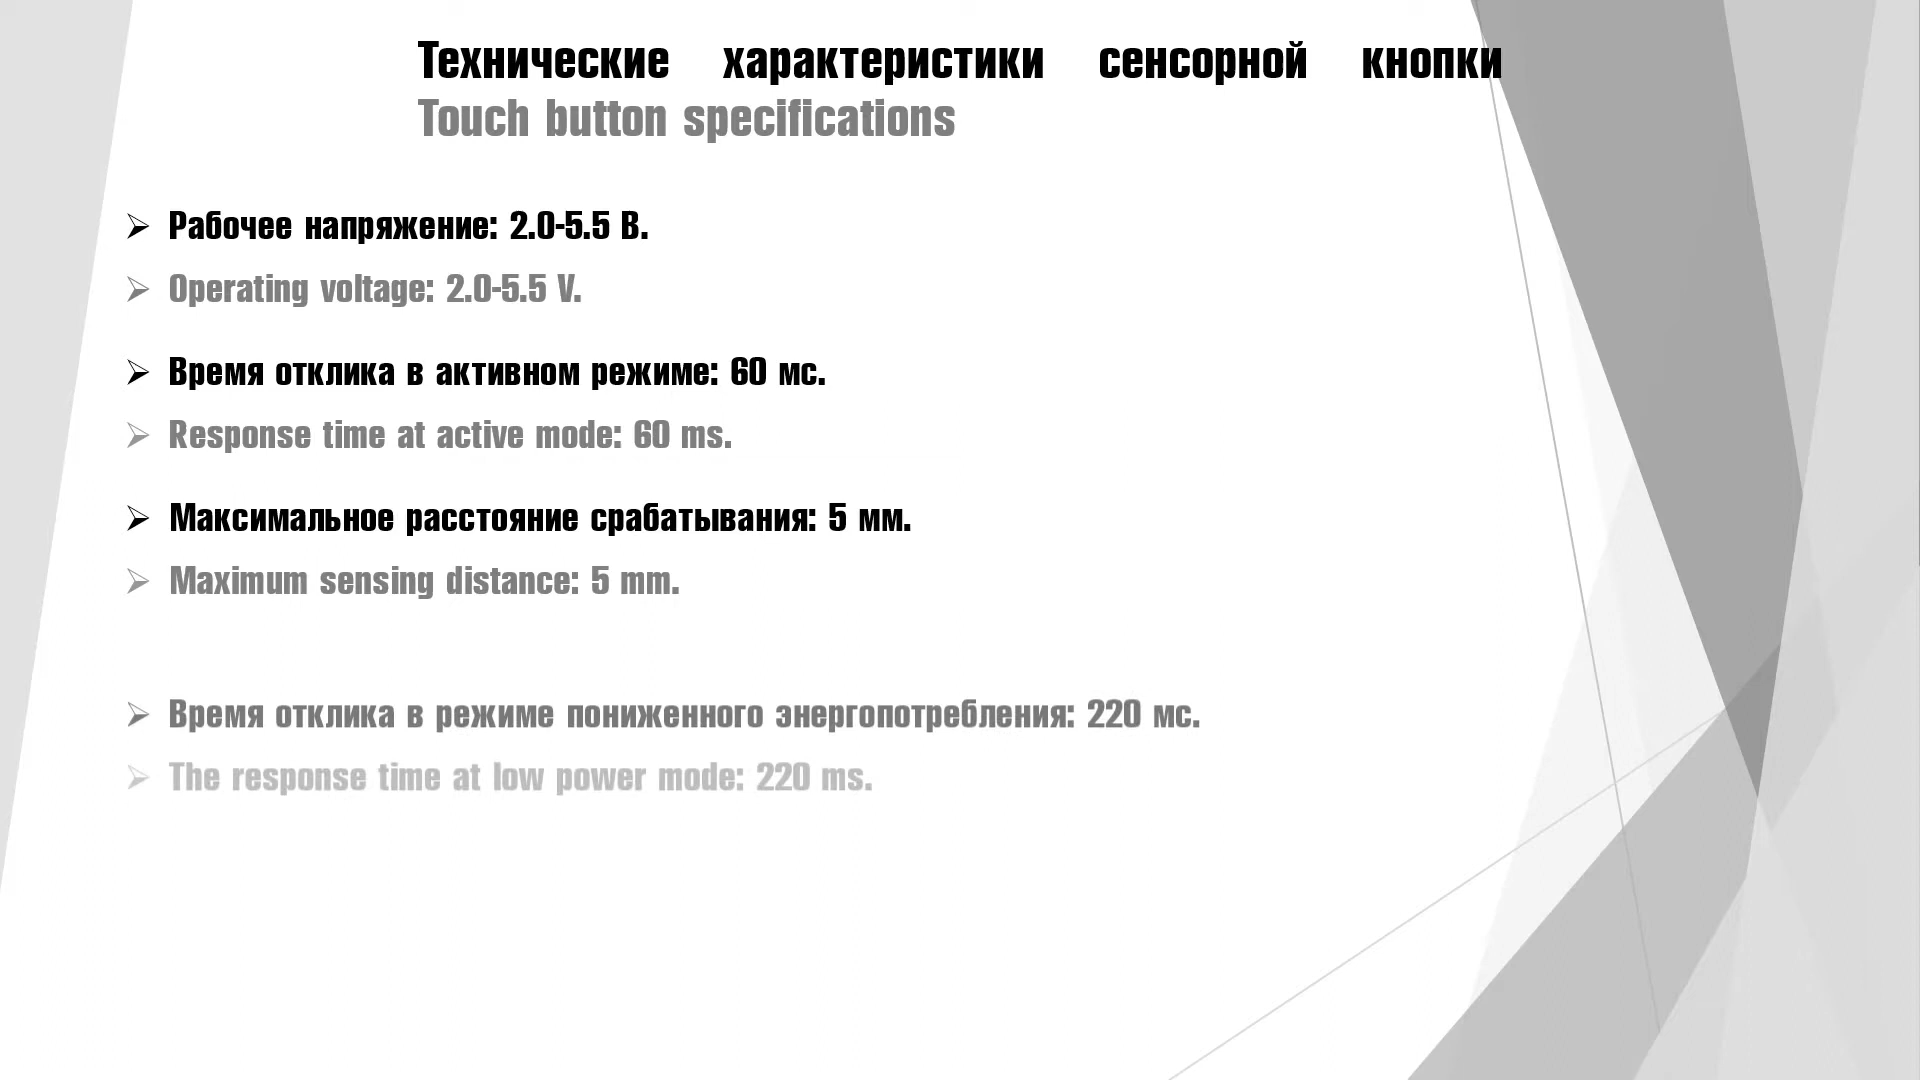 Технические характеристики сенсорной кнопки
Touch button specifications
Рабочее напряжение: 2.0-5.5 В.
Operating voltage: 2.0-5.5 V.
Время отклика в активном режиме: 60 мс.
Response time at active mode: 60 ms.
Максимальное расстояние срабатывания: 5 мм.
Maximum sensing distance: 5 mm.
Время отклика в режиме пониженного энергопотребления: 220 мс.
The response time at low power mode: 220 ms.